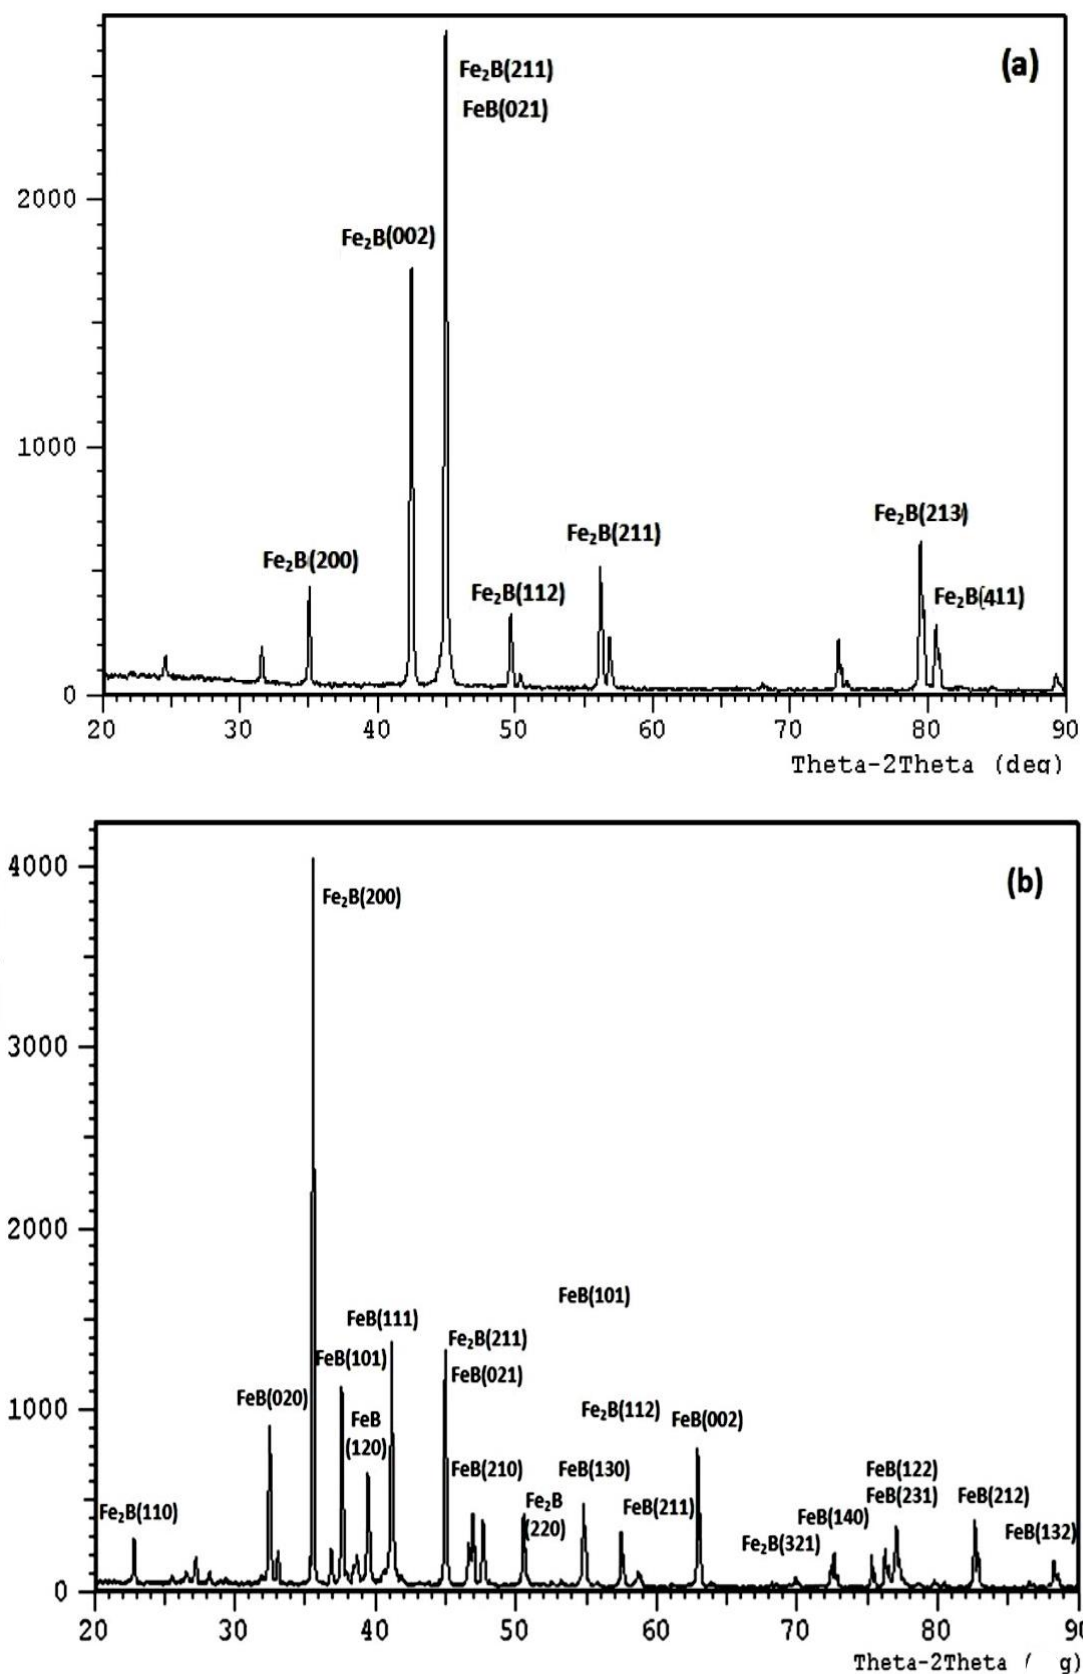 (a)
Fe₂B(211)
FeB(021)
2000
Fe₂B(002)
1000
Fe₂B(213)
Fe₂B(211)
Fe₂B(200)
Fe₂B(112)
Fe₂B(411)
0
20 30 40 50 60 70 80 90
Theta-2Theta (deg)
4000
(b)
Fe₂B(200)
3000
2000
FeB(101)
FeB(111)
Fe₂B(211)
FeB(101)
FeB(021)
FeB(020)
1000
Fe₂B(112)
FeB(002)
FeB
(120)
FeB(210)
FeB(130)
FeB(122)
FeB(231)
FeB(212)
Fe₂B(110)
Fe₂B
(220)
FeB(211)
FeB(140)
FeB(132)
Fe₂B(321)
0
20 30 40 50 60 70 80 90
Theta-2Theta ( g)